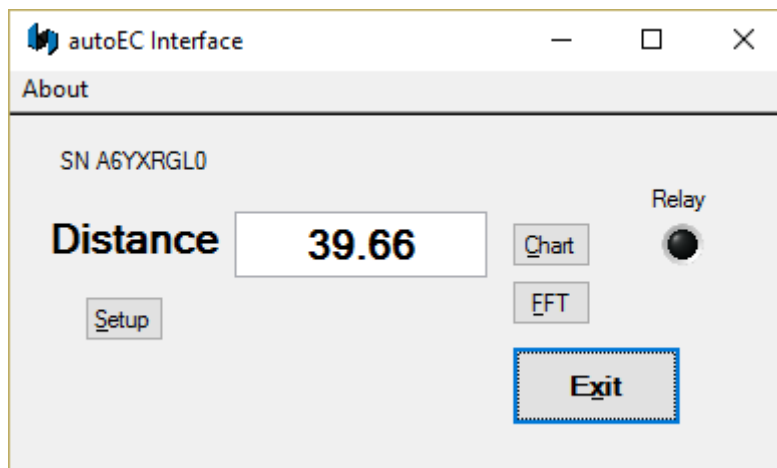 autoEC Interface
About
SN A6YXRGL0
Relay
Distance 39.66 Chart
FFT
Setup
Exit